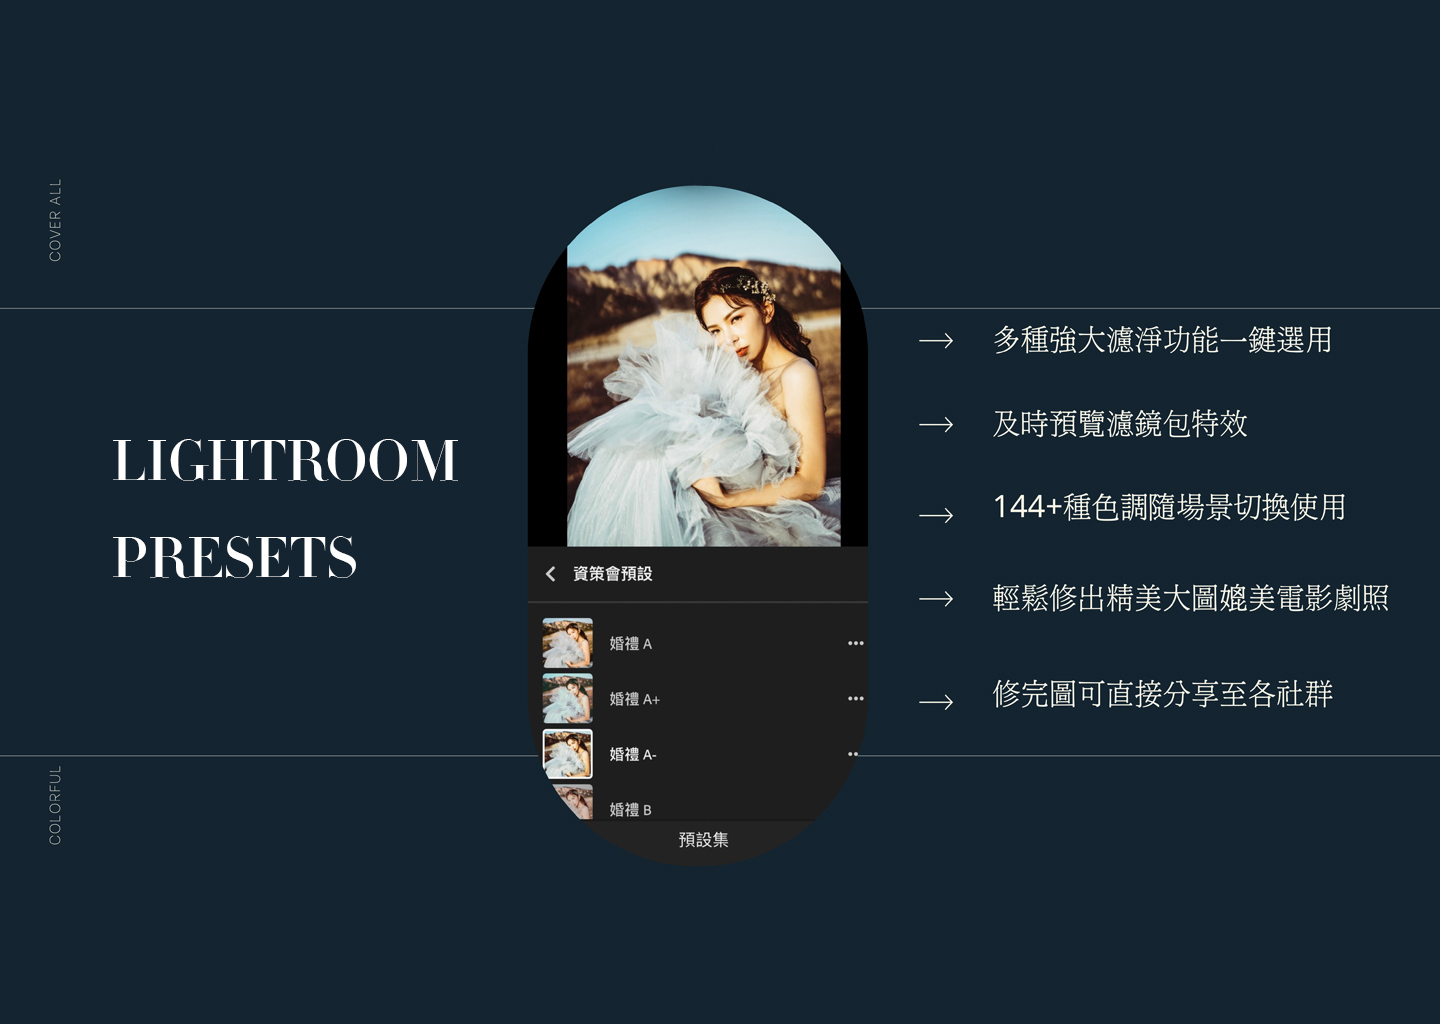 COVER ALL
LIGHTROOM
PRESETS
COLORFUL
資策會預設
婚禮 A
婚禮 A+
婚禮 A-
婚禮 B
預設集
多種強大濾淨功能一鍵選用
及時預覽濾鏡包特效
144+種色調隨場景切換使用
輕鬆修出精美大圖媲美電影劇照
修完圖可直接分享至各社群